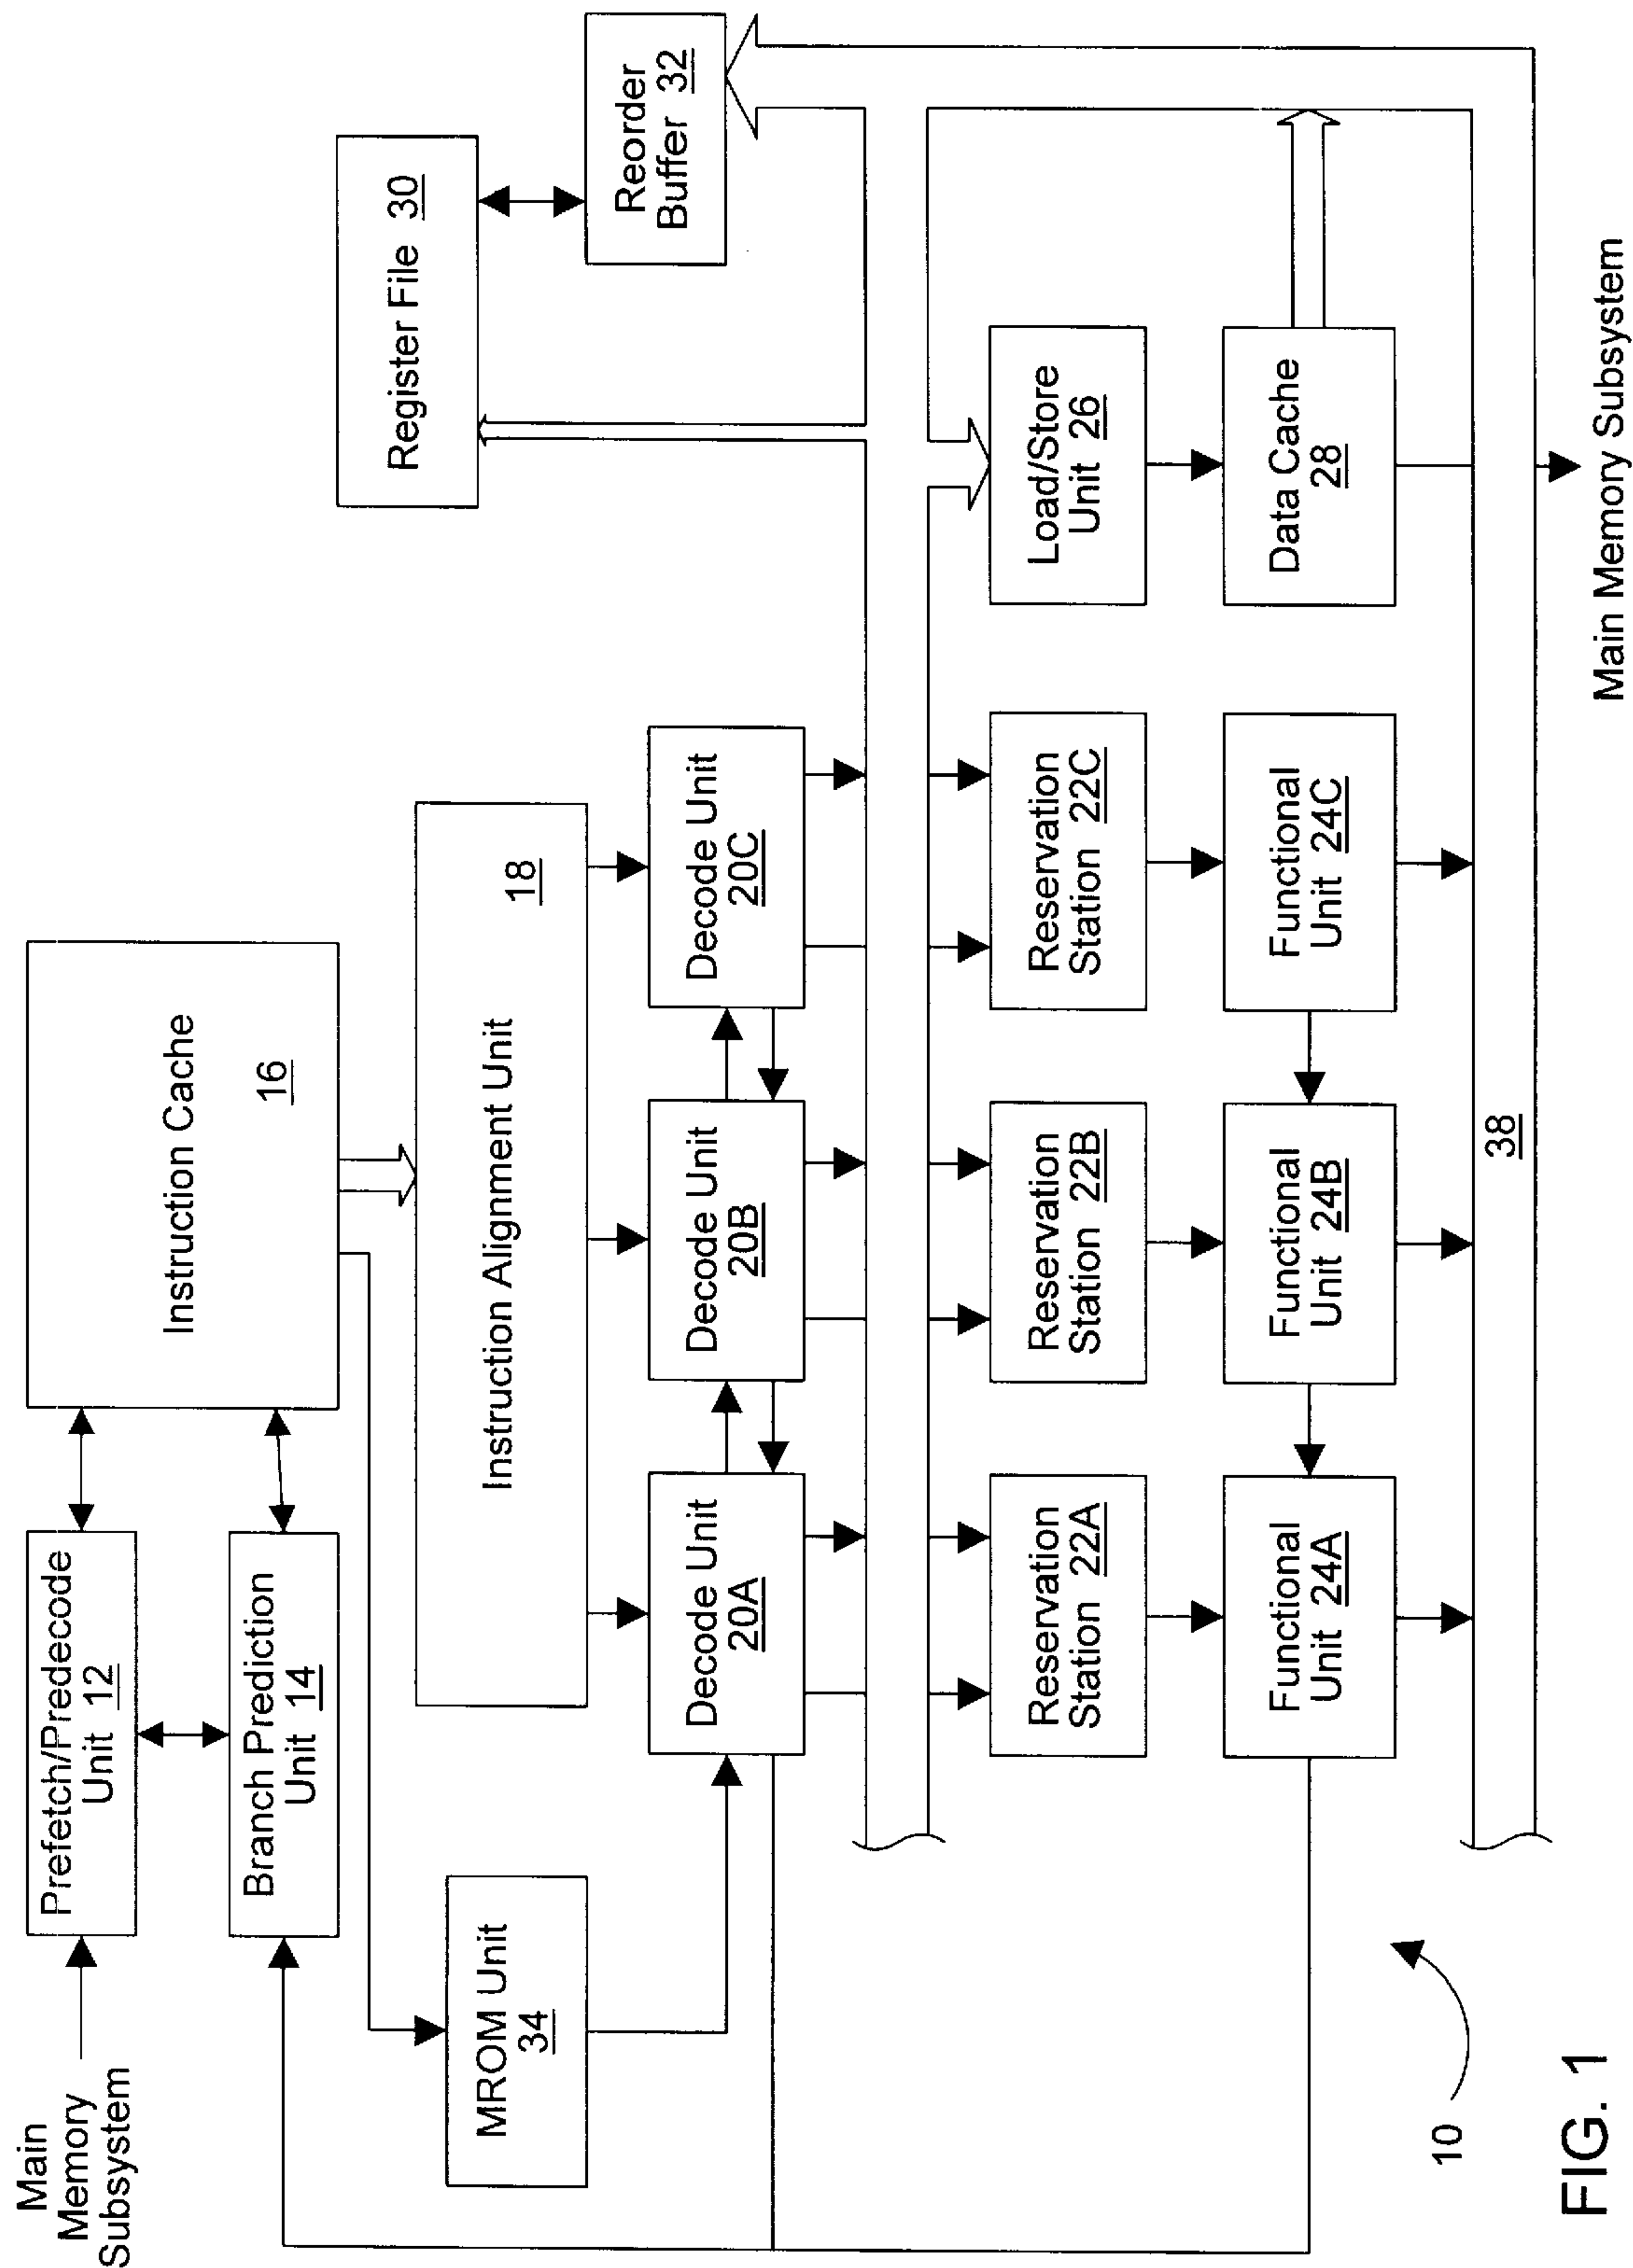 Main
Memory
Subsystem
Prefetch/Predecode
Unit 12
Branch Prediction
Unit 14
Instruction Cache
16
Register File 30
Reorder
Buffer 32
MROM Unit
34
Instruction Alignment Unit
18
Decode Unit
20A
Decode Unit
20B
Decode Unit
20C
Reservation
Station 22A
Reservation
Station 22B
Reservation
Station 22C
Load/Store
Unit 26
Functional
Unit 24A
Functional
Unit 24B
Functional
Unit 24C
Data Cache
28
38
10
Main Memory Subsystem
FIG. 1